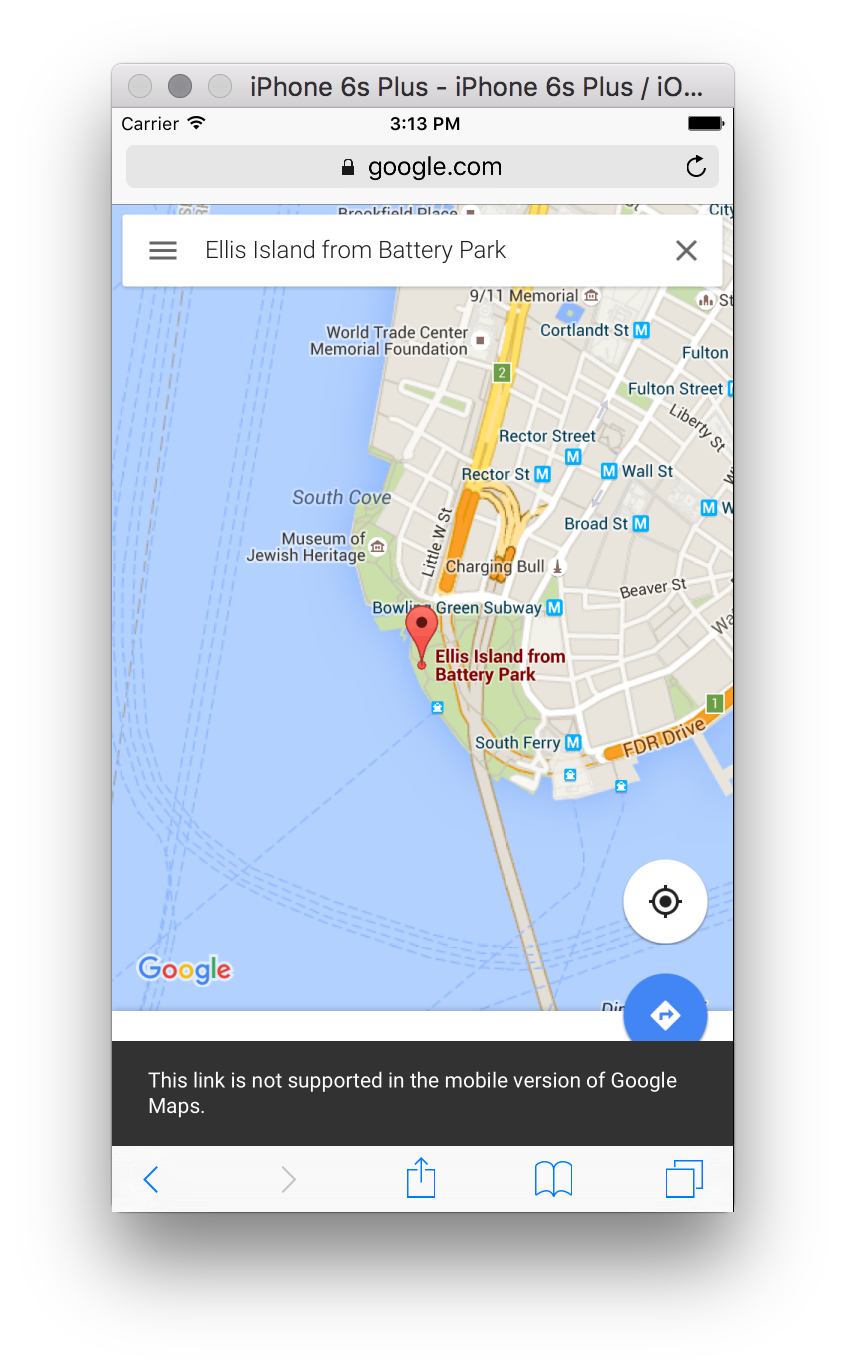 iPhone 6s Plus - iPhone 6s Plus / iO...
Carrier
3:13 PM
google.com
Brookfield Place
City
Ellis Island from Battery Park
9/11 Memorial
St
World Trade Center
Memorial Foundation
Cortlandt St M
Fulton
2
Fulton Street
Liberty St
Rector Street
M
Rector St M
M Wall St
South Cove
M W
Little W St
Broad St M
Museum of
Jewish Heritage
Charging Bull
Beaver St
Bowling Green Subway M
Wa
Ellis Island from
Battery Park
1
South Ferry M
FDR Drive
Google
This link is not supported in the mobile version of Google
Maps.